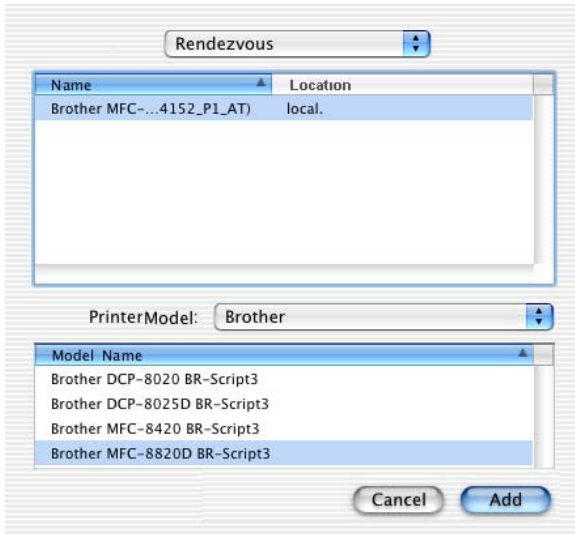 Rendezvous
Name Location
Brother MFC-...4152_P1_AT) local.
PrinterModel: Brother
Model Name
Brother DCP-8020 BR-Script3
Brother DCP-8025D BR-Script3
Brother MFC-8420 BR-Script3
Brother MFC-8820D BR-Script3
Cancel Add